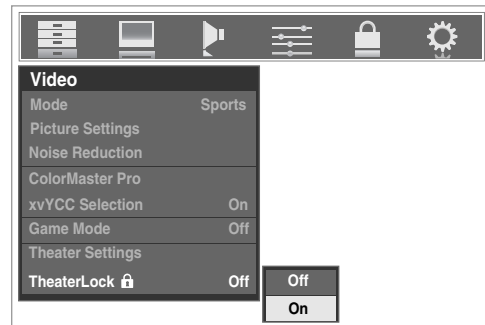 Video
Mode Sports
Picture Settings
Noise Reduction
ColorMaster Pro
xvYCC Selection On
Game Mode Off
Theater Settings
TheaterLock Off
Off
On